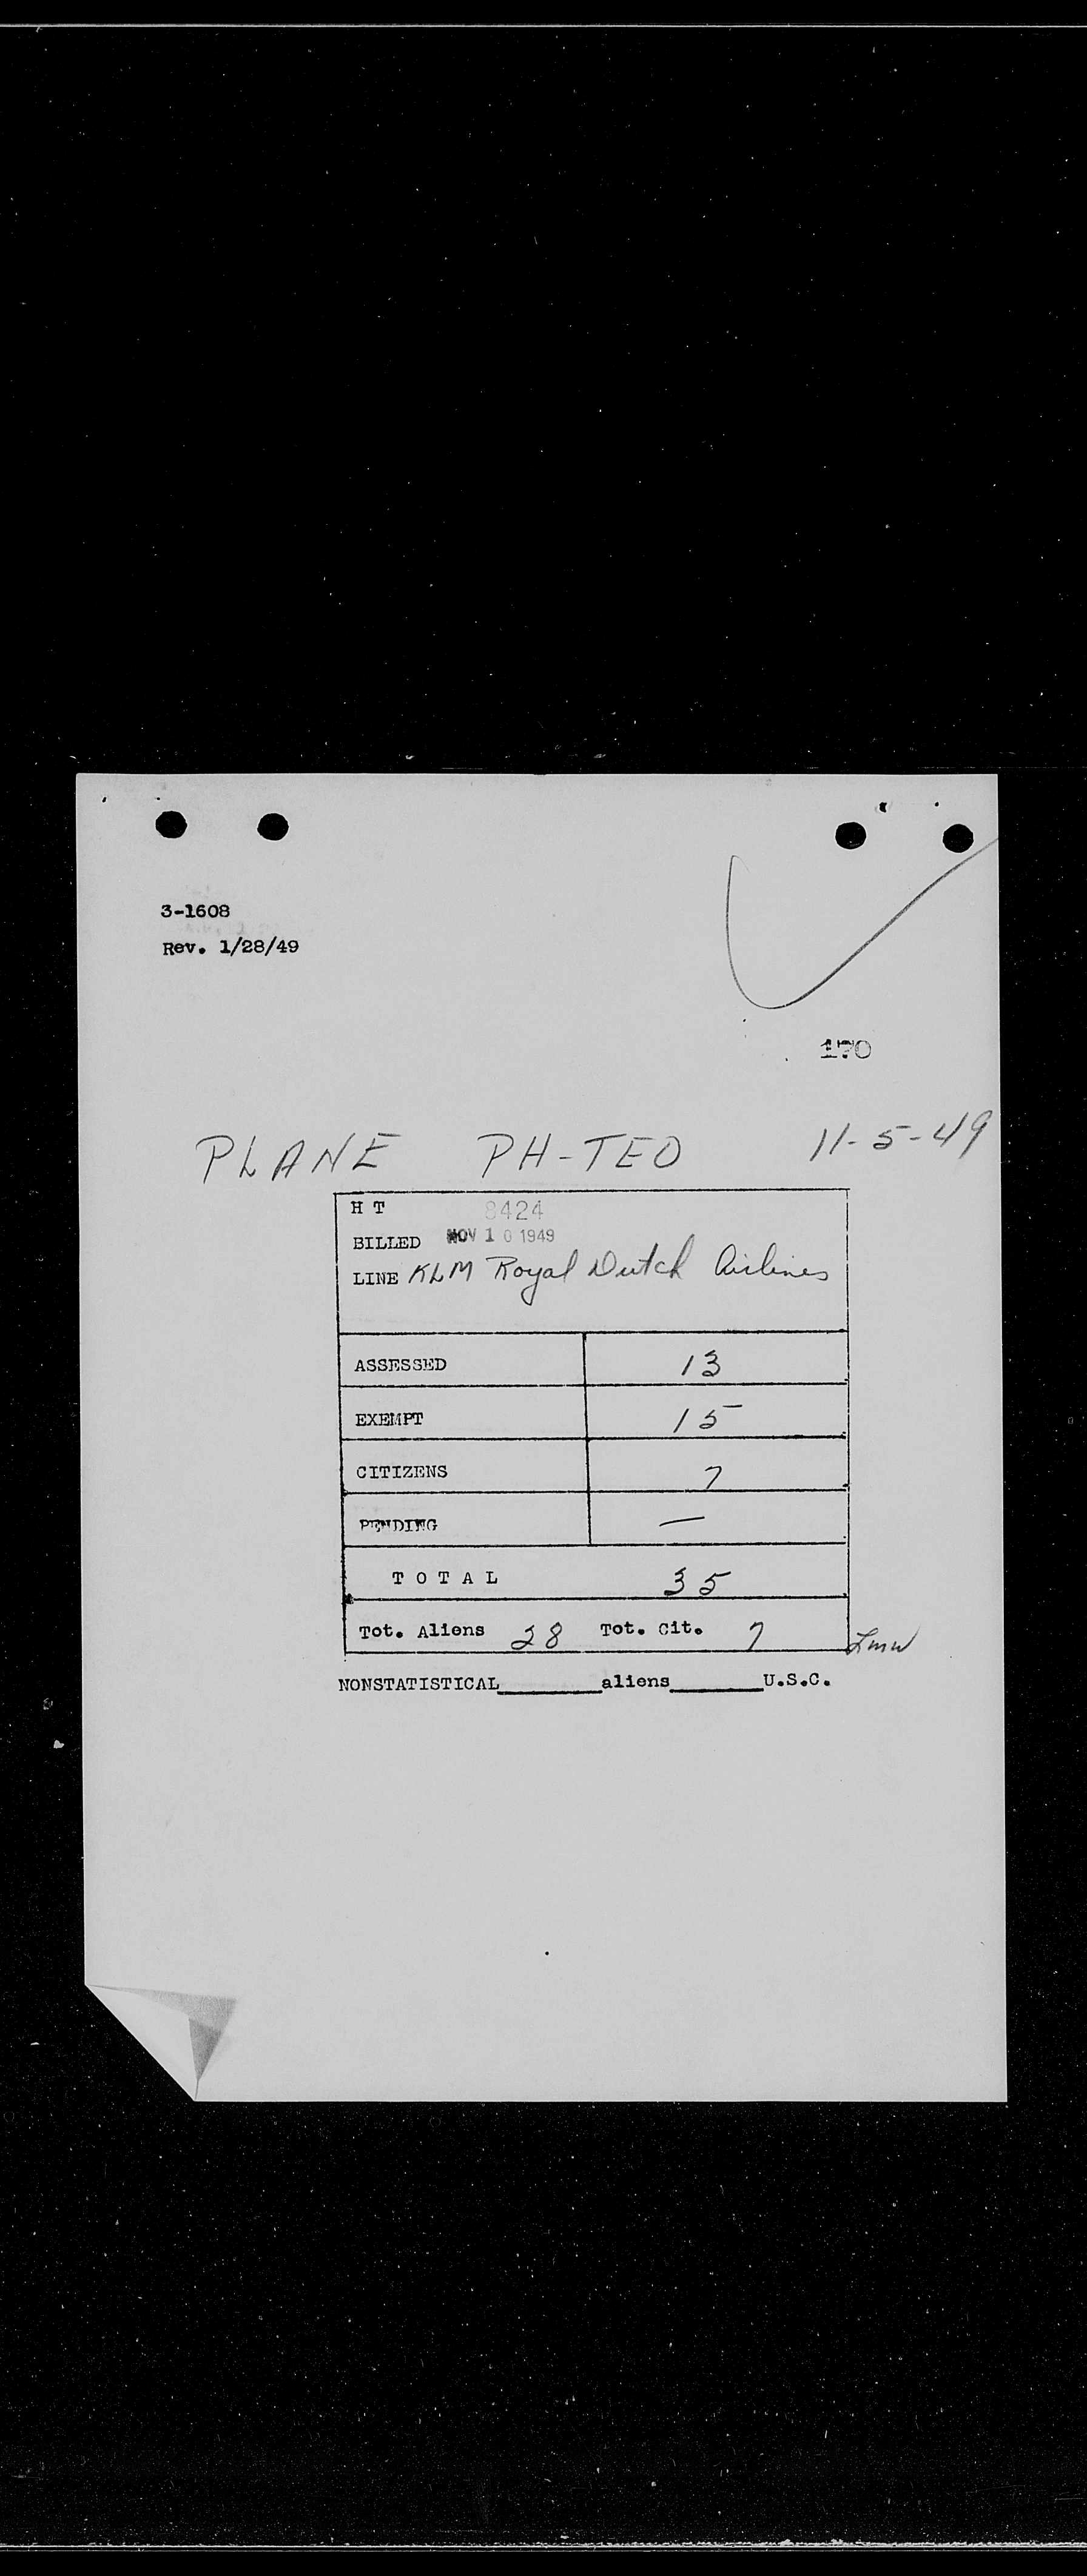 3-1608
Rev. 1/28/49
170
PLANE PH-TEO 11-5-49
H T 8424
BILLED NOV 10 1949
LINE KLM Royal Dutch Airlines
ASSESSED 13
EXEMPT 15
CITIZENS 7
PENDING —
TOTAL 35
Tot. Aliens 28 Tot. Cit. 7
NONSTATISTICAL________aliens_______U.S.C.